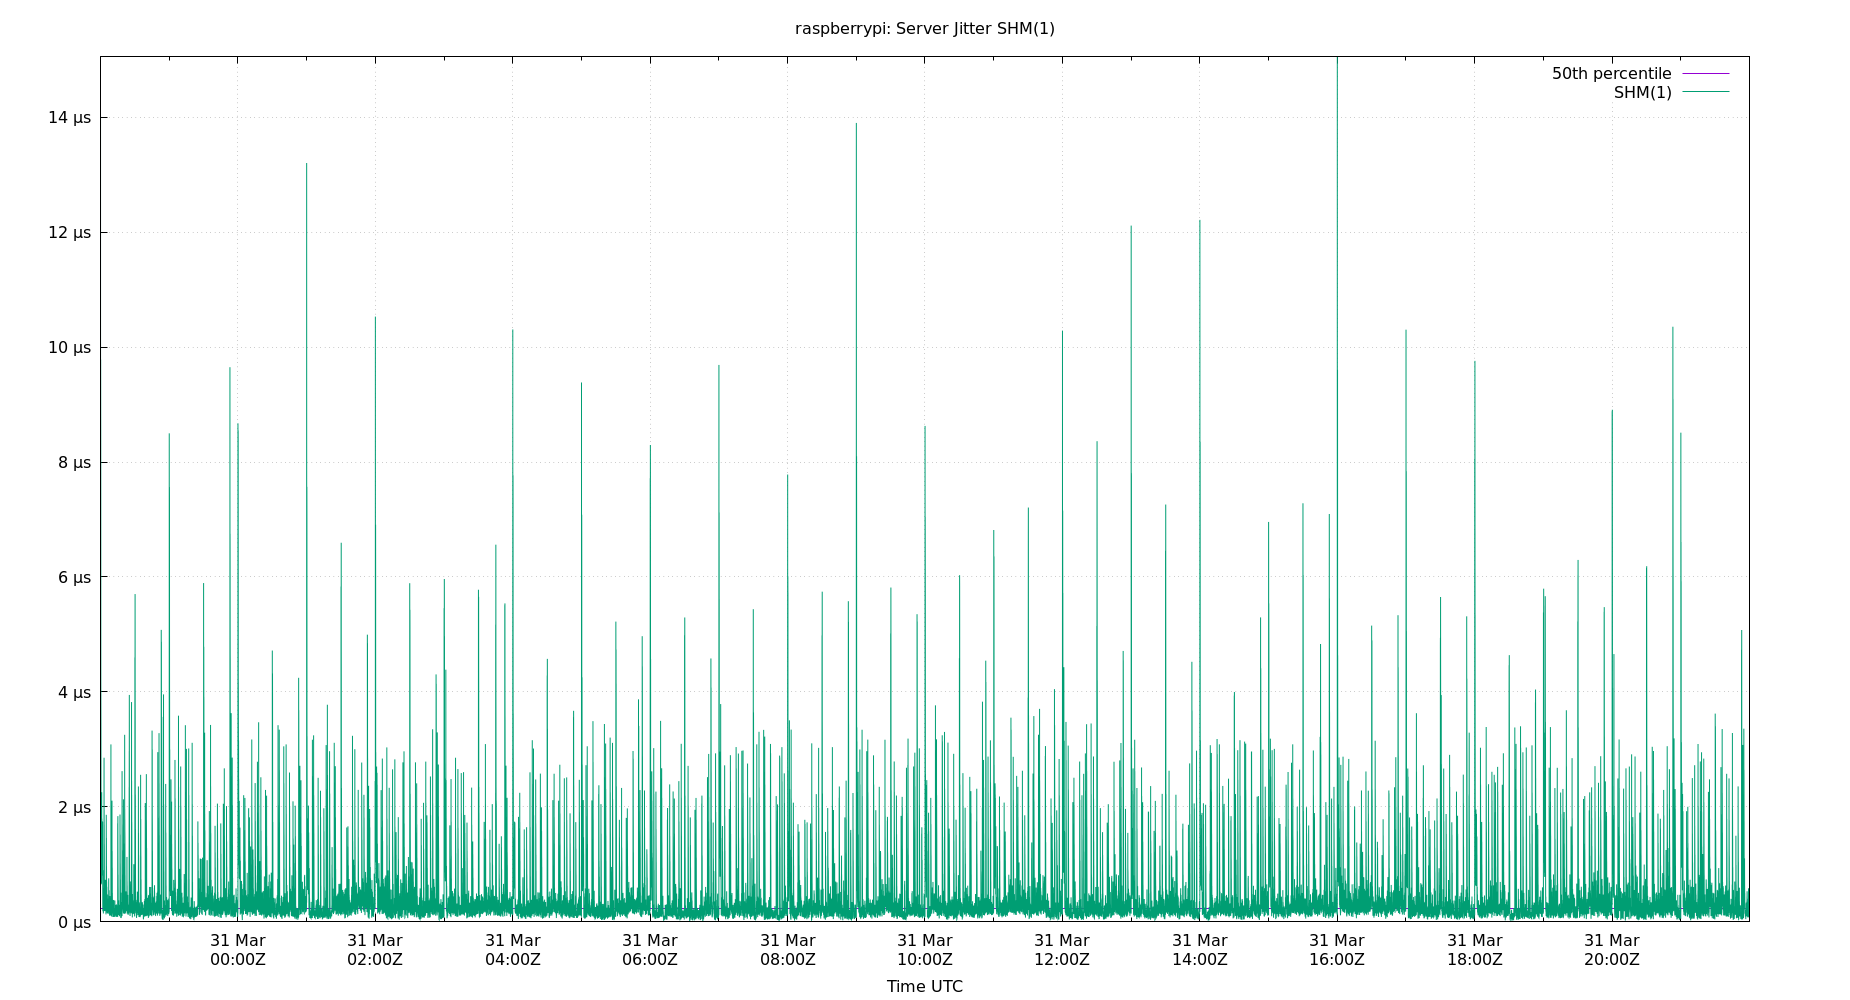 raspberrypi: Server Jitter SHM(1)
50th percentile
SHM(1)
14 µs
12 µs
10 µs
8 µs
6 µs
4 µs
2 µs
0 µs
31 Mar 31 Mar 31 Mar 31 Mar 31 Mar 31 Mar 31 Mar 31 Mar 31 Mar 31 Mar 31 Mar
00:00Z 02:00Z 04:00Z 06:00Z 08:00Z 10:00Z 12:00Z 14:00Z 16:00Z 18:00Z 20:00Z
Time UTC